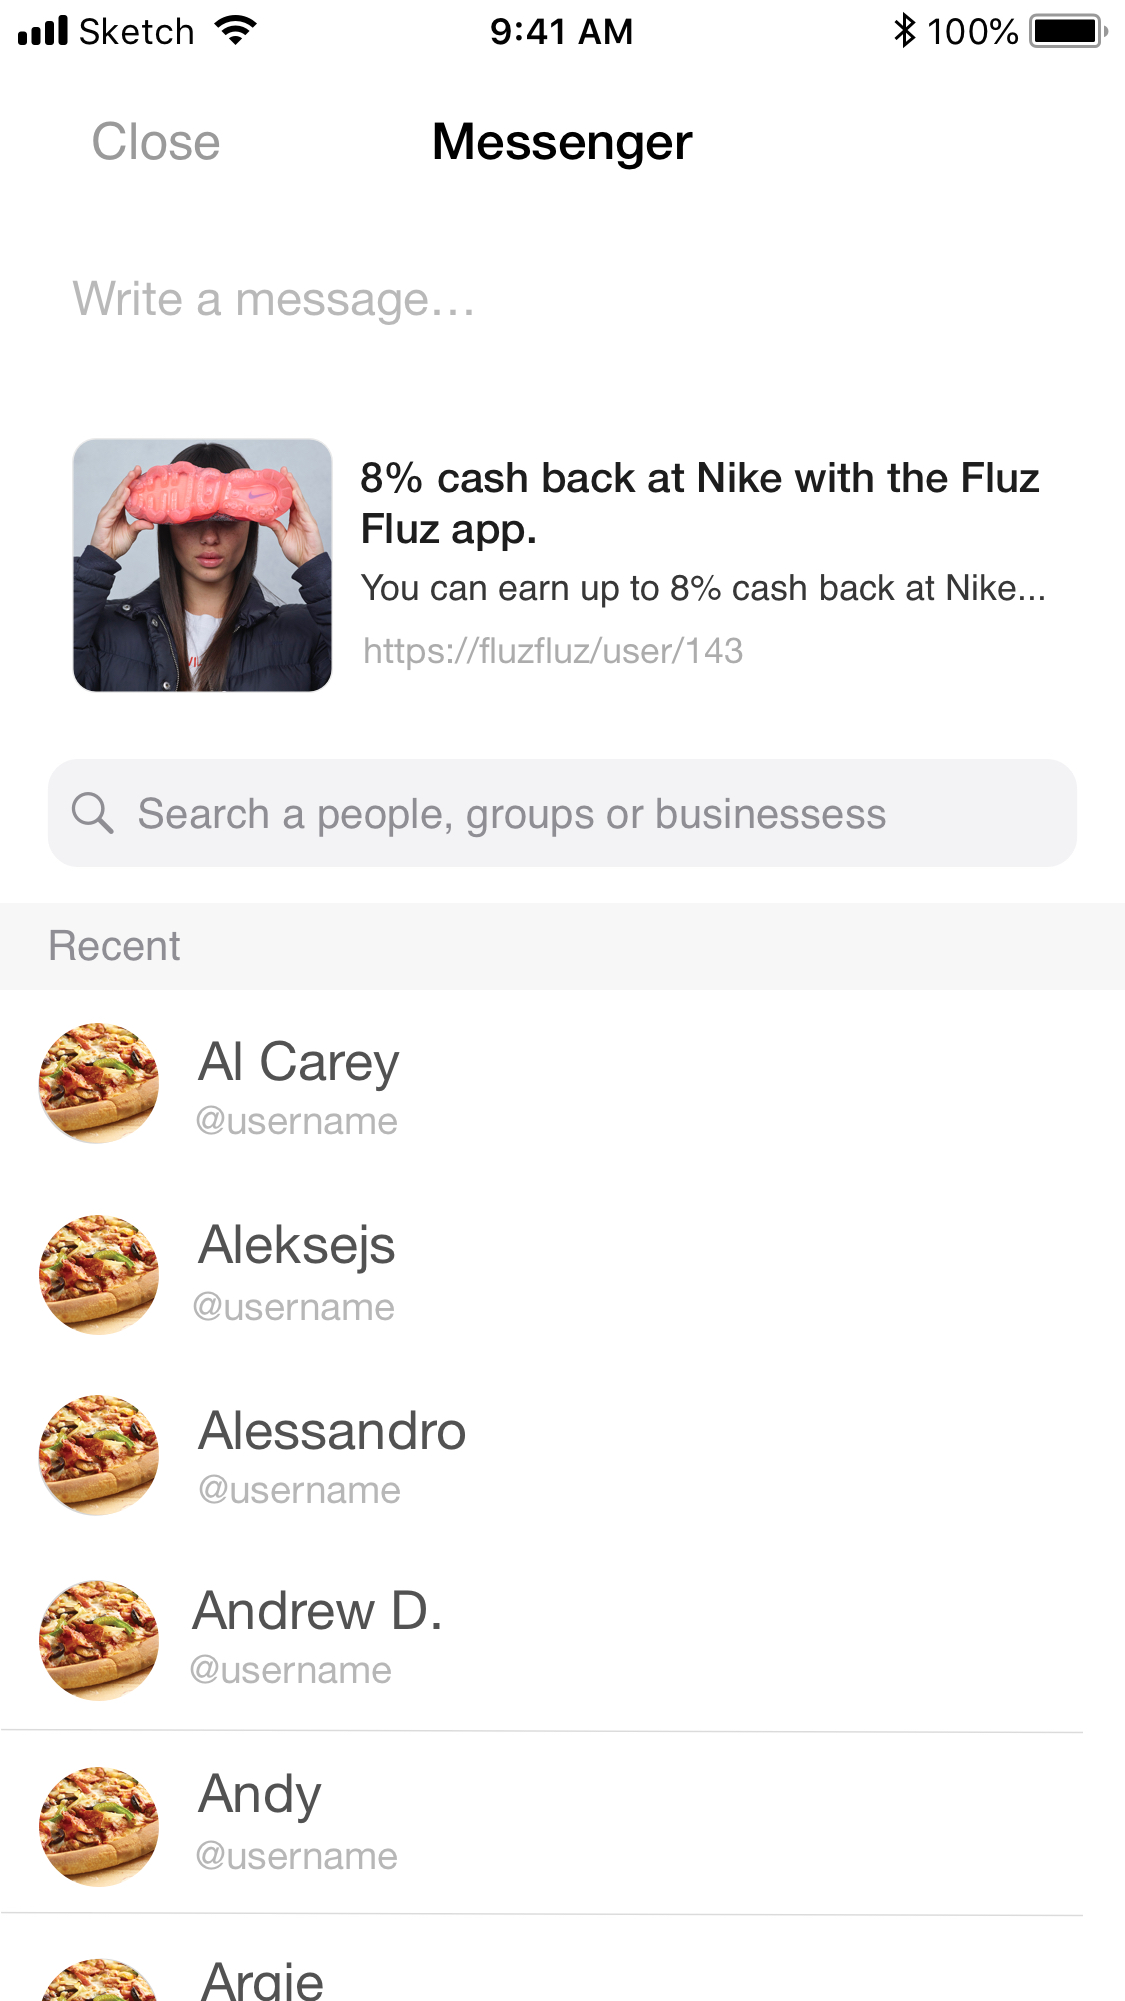 Sketch 9:41 AM 100%
Close Messenger
Write a message...
8% cash back at Nike with the Fluz
Fluz app.
You can earn up to 8% cash back at Nike...
https://fluzfluz/user/143
Search a people, groups or businessess
Recent
Al Carey
@username
Aleksejs
@username
Alessandro
@username
Andrew D.
@username
Andy
@username
Argie